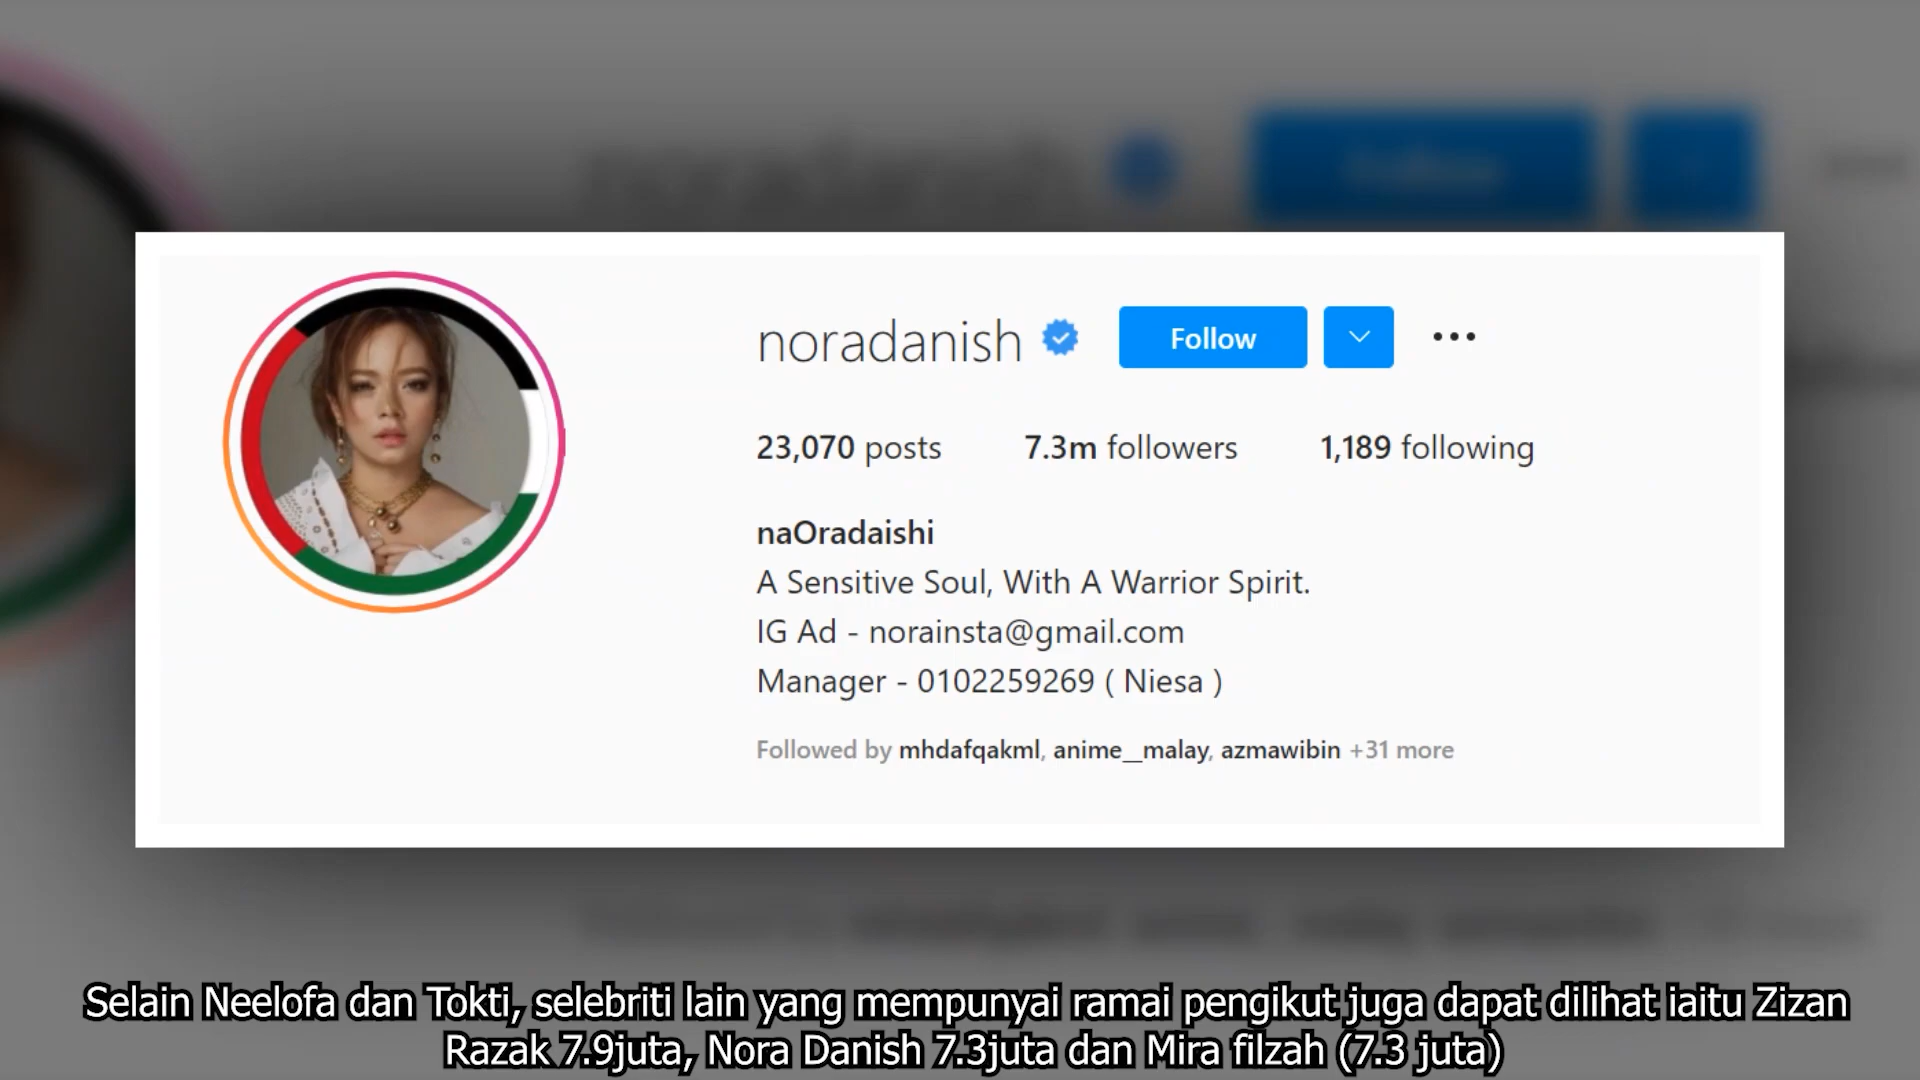 noradanish
Follow
23,070 posts 7.3m followers 1,189 following
naOradaishi
A Sensitive Soul, With A Warrior Spirit.
IG Ad - norainsta@gmail.com
Manager - 0102259269 ( Niesa )
Followed by mhdafqakml, anime__malay, azmawibin +31 more
Selain Neelofa dan Tokti, selebriti lain yang mempunyai ramai pengikut juga dapat dilihat iaitu Zizan
Razak 7.9juta, Nora Danish 7.3juta dan Mira filzah (7.3 juta)